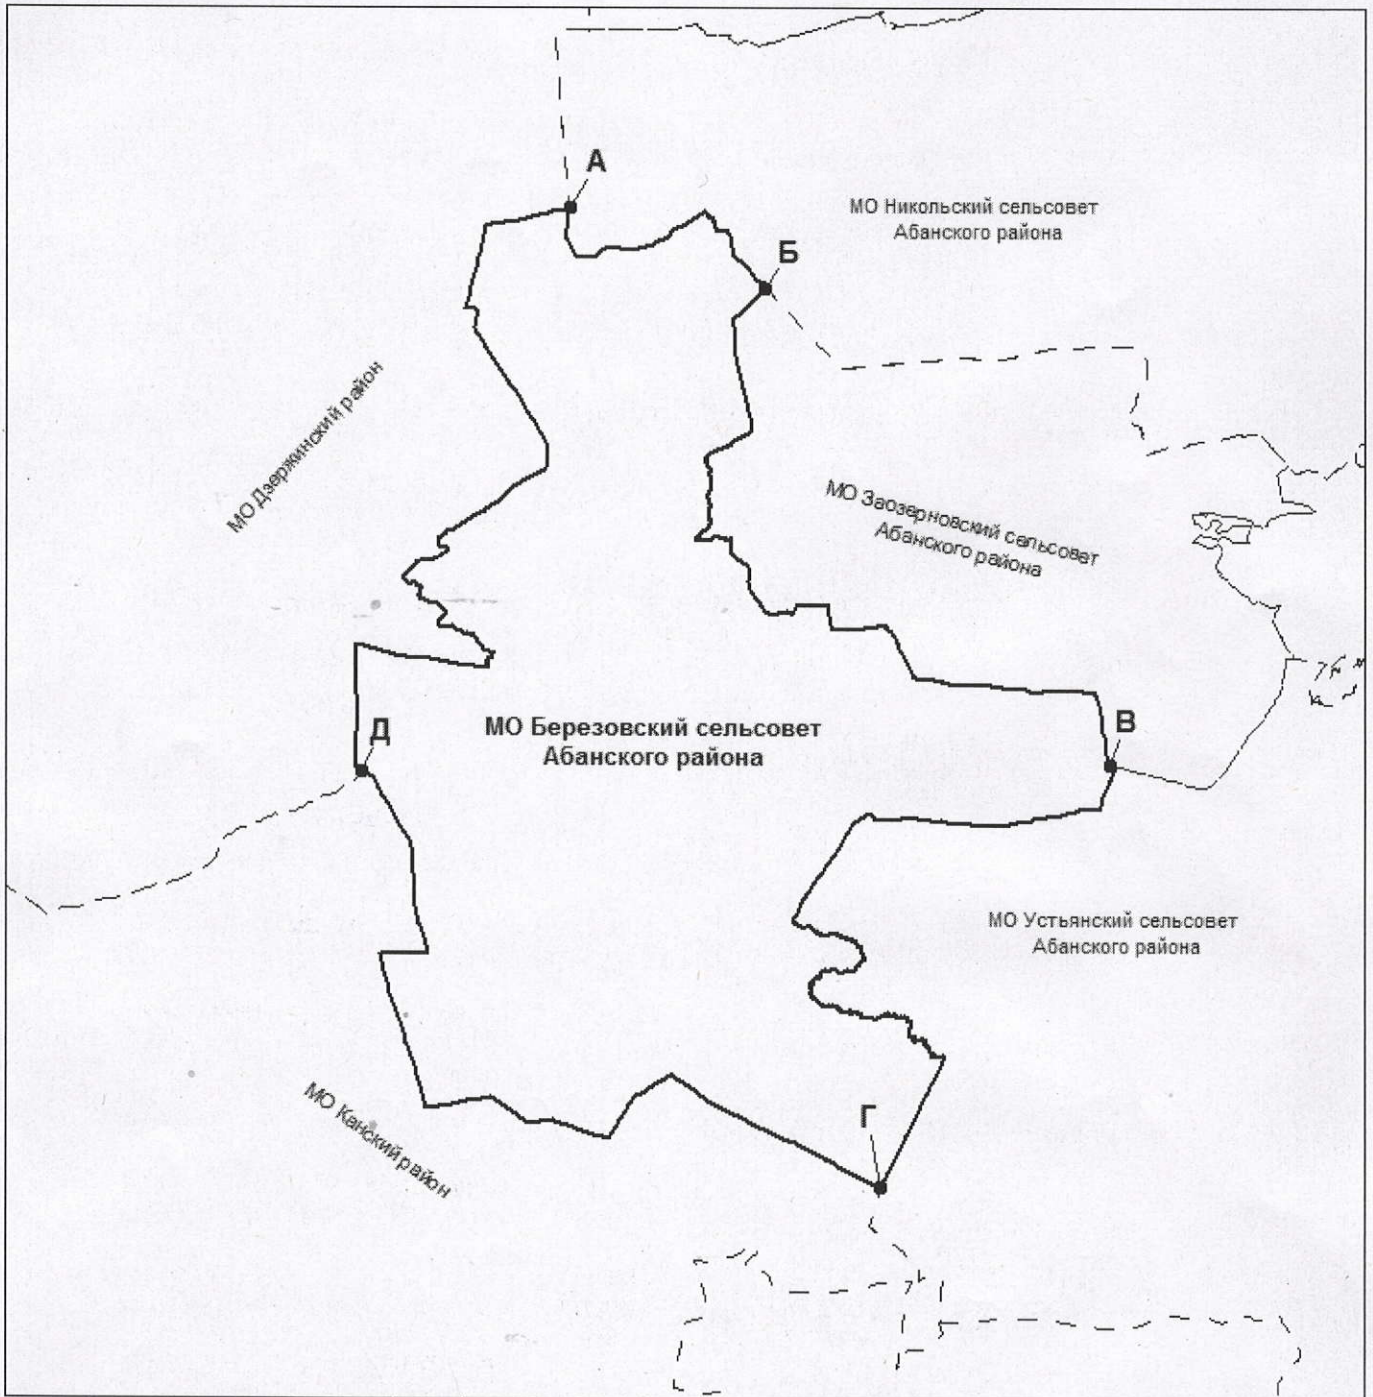 А
МО Никольский сельсовет
Абанского района
Б
МО Дзержинский район
МО Заозерновский сельсовет
Абанского района
МО Березовский сельсовет
Абанского района
Д
В
МО Устьянский сельсовет
Абанского района
МО Канский район
Г